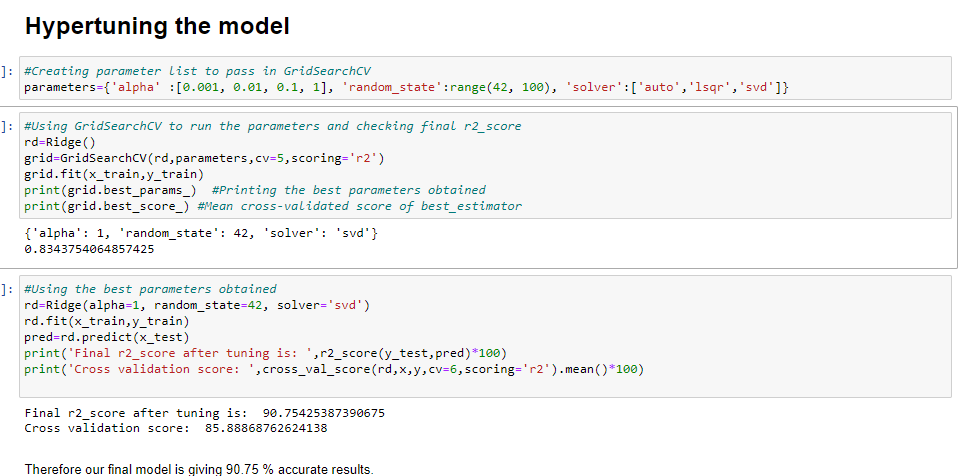 Hypertuning the model
]: #Creating parameter list to pass in GridSearchCV
parameters={'alpha' :[0.001, 0.01, 0.1, 1], 'random_state':range(42, 100), 'solver':['auto','lsqr','svd']}
]: #Using GridSearchCV to run the parameters and checking final r2_score
rd=Ridge()
grid=GridSearchCV(rd,parameters,cv=5,scoring='r2')
grid.fit(x_train,y_train)
print(grid.best_params_)  #Printing the best parameters obtained
print(grid.best_score_) #Mean cross-validated score of best_estimator
{'alpha': 1, 'random_state': 42, 'solver': 'svd'}
0.8343754064857425
]: #Using the best parameters obtained
rd=Ridge(alpha=1, random_state=42, solver='svd')
rd.fit(x_train,y_train)
pred=rd.predict(x_test)
print('Final r2_score after tuning is: ',r2_score(y_test,pred)*100)
print('Cross validation score: ',cross_val_score(rd,x,y,cv=6,scoring='r2').mean()*100)
Final r2_score after tuning is:  90.75425387390675
Cross validation score:  85.88868762624138
Therefore our final model is giving 90.75 % accurate results.